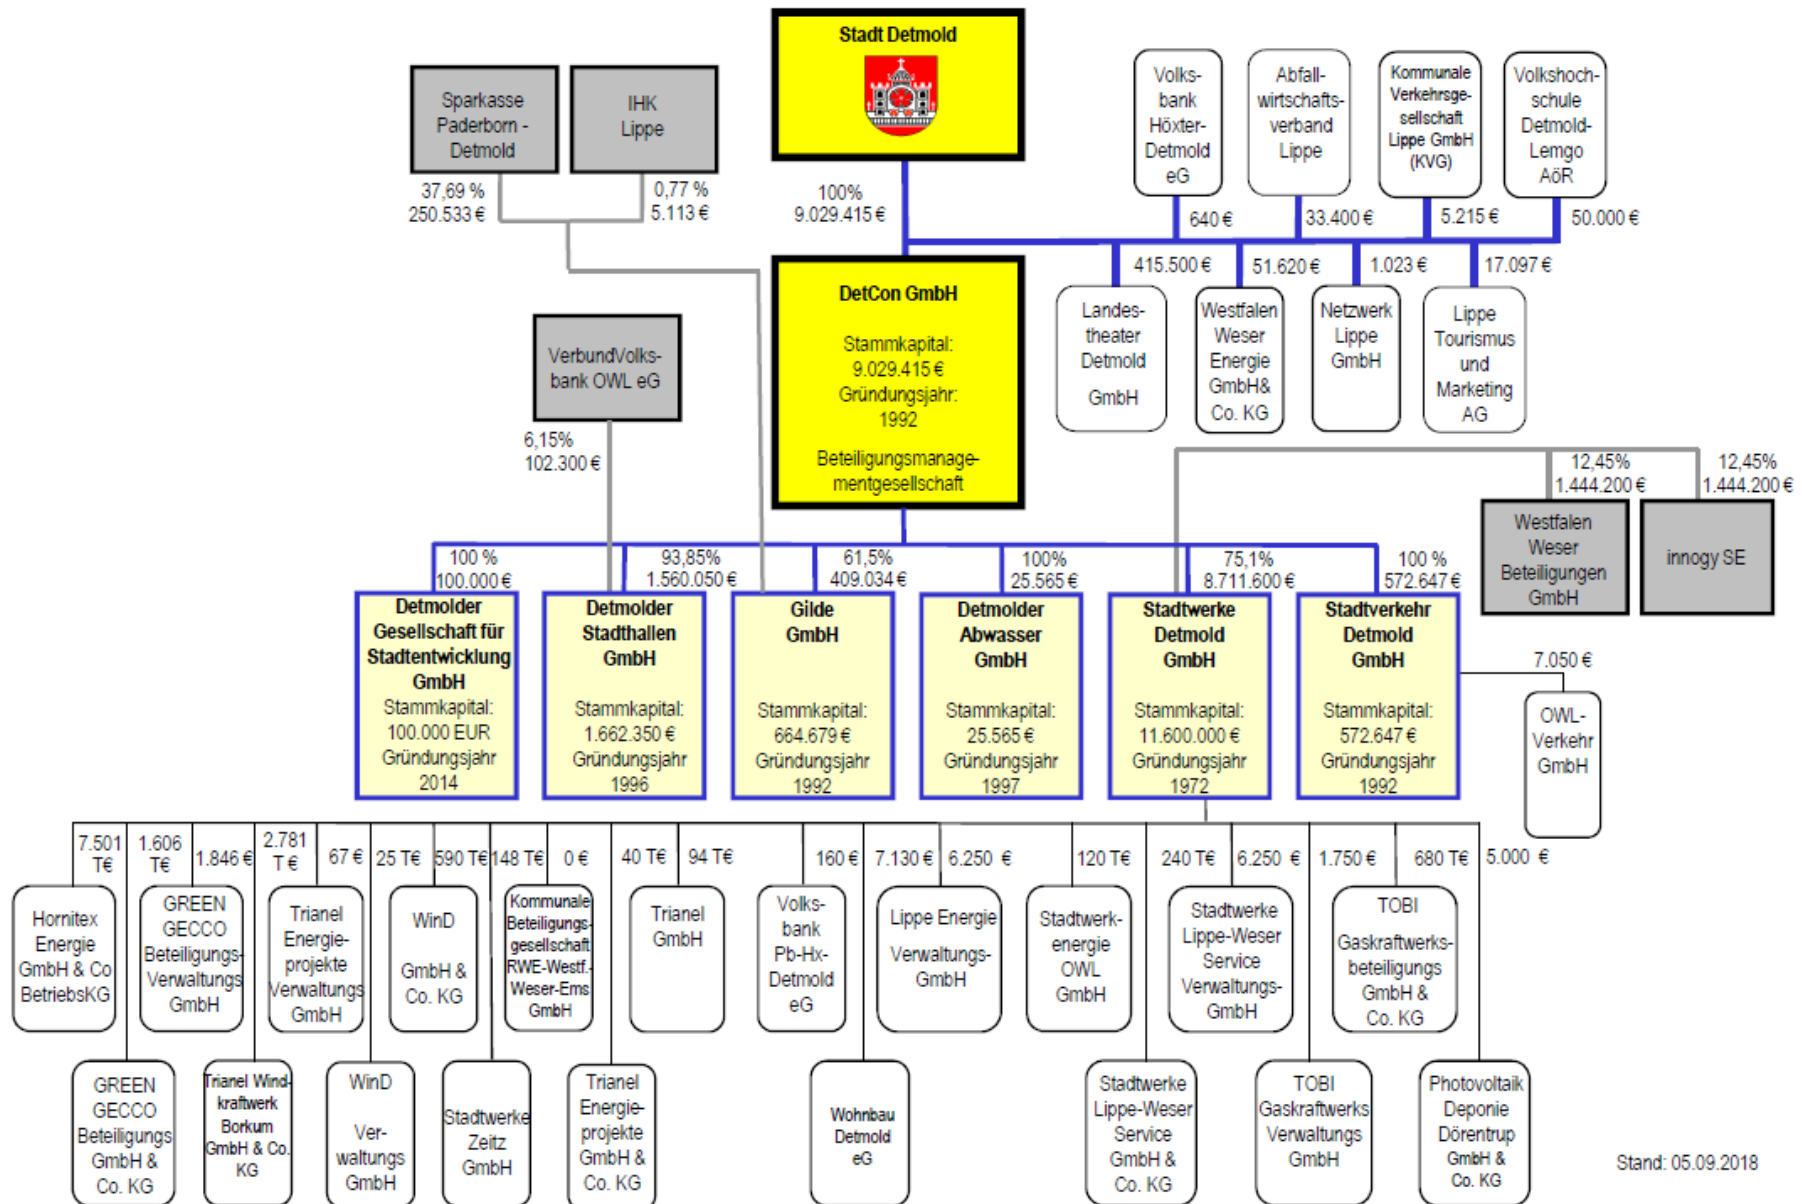 Stadt Detmold
Sparkasse
Paderborn -
Detmold
IHK
Lippe
37,69 %
250.533 €
0,77 %
5.113 €
100%
9.029.415 €
Volks-
bank
Höxter-
Detmold
eG
Abfall-
wirtschafts-
verband
Lippe
Kommunale
Verkehrsge-
sellschaft
Lippe GmbH
(KVG)
Volkshoch-
schule
Detmold-
Lemgo
AöR
640 €
33.400 €
5.215 €
50.000 €
415.500 €
51.620 €
1.023 €
17.097 €
Landes-
theater
Detmold
GmbH
Westfalen
Weser
Energie
GmbH&
Co. KG
Netzwerk
Lippe
GmbH
Lippe
Tourismus
und
Marketing
AG
DetCon GmbH
Stammkapital:
9.029.415 €
Gründungsjahr:
1992
Beteiligungsmanage-
mentgesellschaft
VerbundVolks-
bank OWL eG
6,15%
102.300 €
12,45%
1.444.200 €
12,45%
1.444.200 €
Westfalen
Weser
Beteiligungen
GmbH
innogy SE
100 %
100.000 €
93,85%
1.560.050 €
61,5%
409.034 €
100%
25.565 €
75,1%
8.711.600 €
100 %
572.647 €
Detmolder
Gesellschaft für
Stadtentwicklung
GmbH
Stammkapital:
100.000 EUR
Gründungsjahr
2014
Detmolder
Stadthallen
GmbH
Stammkapital:
1.662.350 €
Gründungsjahr
1996
Gilde
GmbH
Stammkapital:
664.679 €
Gründungsjahr
1992
Detmolder
Abwasser
GmbH
Stammkapital:
25.565 €
Gründungsjahr
1997
Stadtwerke
Detmold
GmbH
Stammkapital:
11.600.000 €
Gründungsjahr
1972
Stadtverkehr
Detmold
GmbH
Stammkapital:
572.647 €
Gründungsjahr
1992
7.050 €
OWL-
Verkehr
GmbH
7.501
T€
1.606
T€
1.846 €
2.781
T €
67 €
25 T€
590 T€
148 T€
0 €
40 T€
94 T€
160 €
7.130 €
6.250 €
120 T€
240 T€
6.250 €
1.750 €
680 T€
5.000 €
Hornitex
Energie
GmbH & Co
BetriebsKG
GREEN
GECCO
Beteiligungs-
Verwaltungs
GmbH
Trianel
Energie-
projekte
Verwaltungs
GmbH
WinD
GmbH &
Co. KG
Kommunale
Beteiligungs-
gesellschaft
RWE-Westf.-
Weser-Ems
GmbH
Trianel
GmbH
Volks-
bank
Pb-Hx-
Detmold
eG
Lippe Energie
Verwaltungs-
GmbH
Stadtwerk-
energie
OWL
GmbH
Stadtwerke
Lippe-Weser
Service
Verwaltungs-
GmbH
TOBI
Gaskraftwerks-
beteiligungs
GmbH &
Co. KG
GREEN
GECCO
Beteiligungs
GmbH &
Co. KG
Trianel Wind-
kraftwerk
Borkum
GmbH & Co.
KG
WinD
Ver-
waltungs
GmbH
Stadtwerke
Zeitz
GmbH
Trianel
Energie-
projekte
GmbH &
Co. KG
Wohnbau
Detmold
eG
Stadtwerke
Lippe-Weser
Service
GmbH &
Co. KG
TOBI
Gaskraftwerks
Verwaltungs
GmbH
Photovoltaik
Deponie
Dörentrup
GmbH &
Co. KG
Stand: 05.09.2018